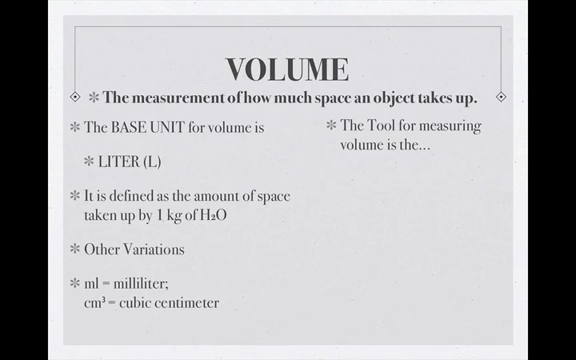 VOLUME
✻ The measurement of how much space an object takes up.
✻ The BASE UNIT for volume is
✻ LITER (L)
✻ It is defined as the amount of space
taken up by 1 kg of H₂O
✻ Other Variations
✻ ml = milliliter;
cm³ = cubic centimeter
✻ The Tool for measuring
volume is the...